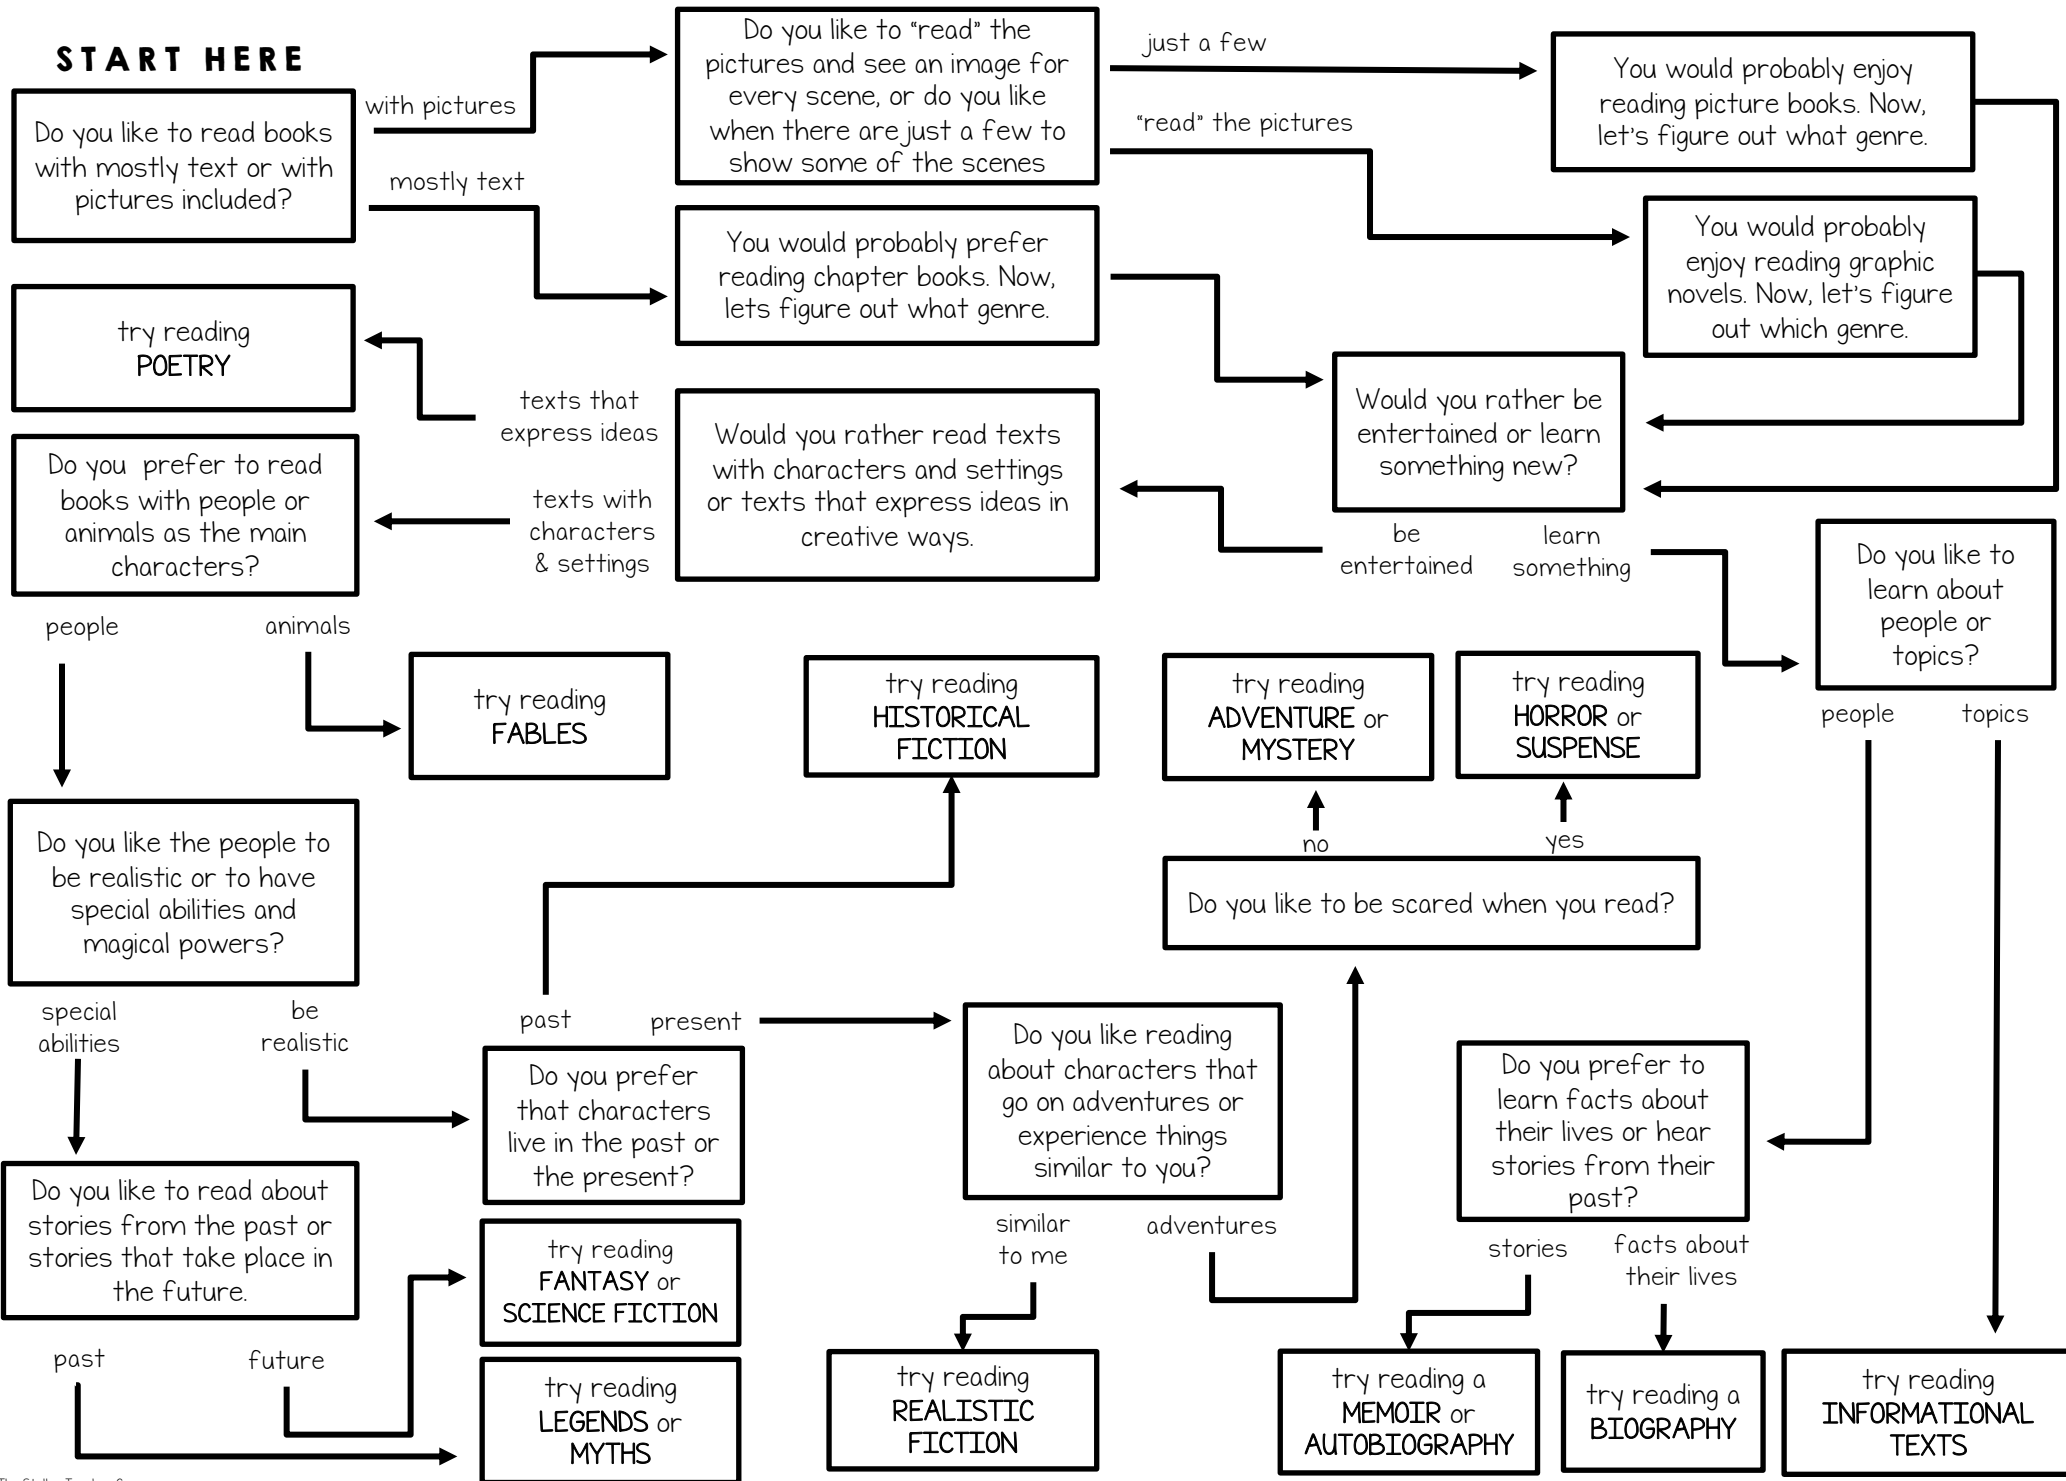 START HERE
Do you like to read books
with mostly text or with
pictures included?
with pictures
mostly text
Do you like to “read” the
pictures and see an image for
every scene, or do you like
when there are just a few to
show some of the scenes
just a few
“read” the pictures
You would probably enjoy
reading picture books. Now,
let’s figure out what genre.
You would probably
enjoy reading graphic
novels. Now, let’s figure
out which genre.
You would probably prefer
reading chapter books. Now,
lets figure out what genre.
Would you rather be
entertained or learn
something new?
be
entertained
learn
something
Would you rather read texts
with characters and settings
or texts that express ideas in
creative ways.
texts that
express ideas
texts with
characters
& settings
try reading
POETRY
Do you prefer to read
books with people or
animals as the main
characters?
people
animals
try reading
FABLES
try reading
HISTORICAL
FICTION
try reading
ADVENTURE or
MYSTERY
try reading
HORROR or
SUSPENSE
no
yes
Do you like to be scared when you read?
Do you like to
learn about
people or
topics?
people
topics
Do you like the people to
be realistic or to have
special abilities and
magical powers?
special
abilities
be
realistic
past
present
Do you prefer
that characters
live in the past or
the present?
Do you like reading
about characters that
go on adventures or
experience things
similar to you?
similar
to me
adventures
Do you prefer to
learn facts about
their lives or hear
stories from their
past?
stories
facts about
their lives
Do you like to read about
stories from the past or
stories that take place in
the future.
past
future
try reading
FANTASY or
SCIENCE FICTION
try reading
LEGENDS or
MYTHS
try reading
REALISTIC
FICTION
try reading a
MEMOIR or
AUTOBIOGRAPHY
try reading a
BIOGRAPHY
try reading
INFORMATIONAL
TEXTS